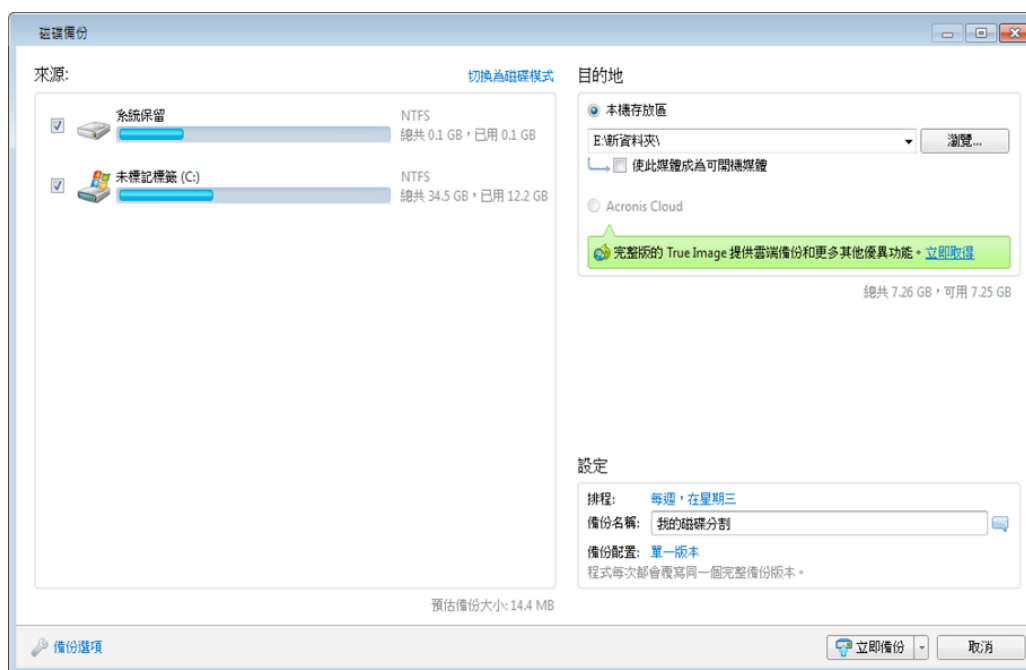 磁碟備份
來源:
切換為磁碟模式
系統保留
NTFS
總共 0.1 GB，已用 0.1 GB
未標記標籤 (C:)
NTFS
總共 34.5 GB，已用 12.2 GB
預估備份大小: 14.4 MB
目的地
本機存放區
E:\新資料夾\
瀏覽...
使此媒體成為可開機媒體
Acronis Cloud
完整版的 True Image 提供雲端備份和更多其他優異功能。立即取得
總共 7.26 GB，可用 7.25 GB
設定
排程: 每週，在星期三
備份名稱: 我的磁碟分割
備份配置: 單一版本
程式每次都會覆寫同一個完整備份版本。
備份選項
立即備份
取消